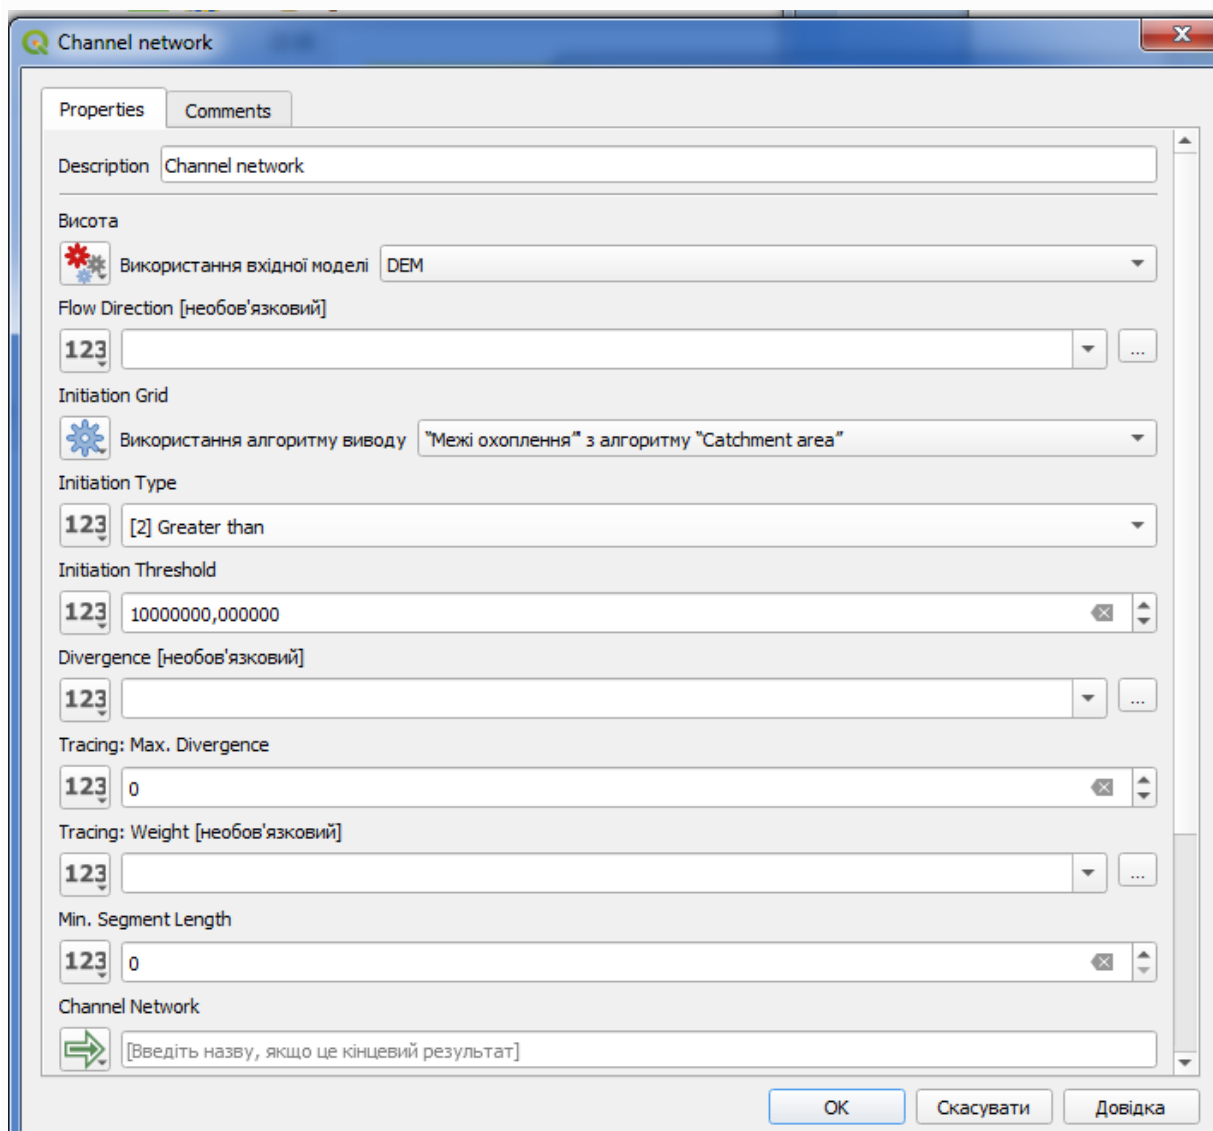 Channel network
Properties Comments
Description Channel network
Висота
Використання вхідної моделі DEM
Flow Direction [необов'язковий]
123 ...
Initiation Grid
Використання алгоритму виводу “Межі охоплення” з алгоритму “Catchment area”
Initiation Type
123 [2] Greater than
Initiation Threshold
123 10000000,000000
Divergence [необов'язковий]
123 ...
Tracing: Max. Divergence
123 0
Tracing: Weight [необов'язковий]
123 ...
Min. Segment Length
123 0
Channel Network
[Введіть назву, якщо це кінцевий результат]
OK Скасувати Довідка